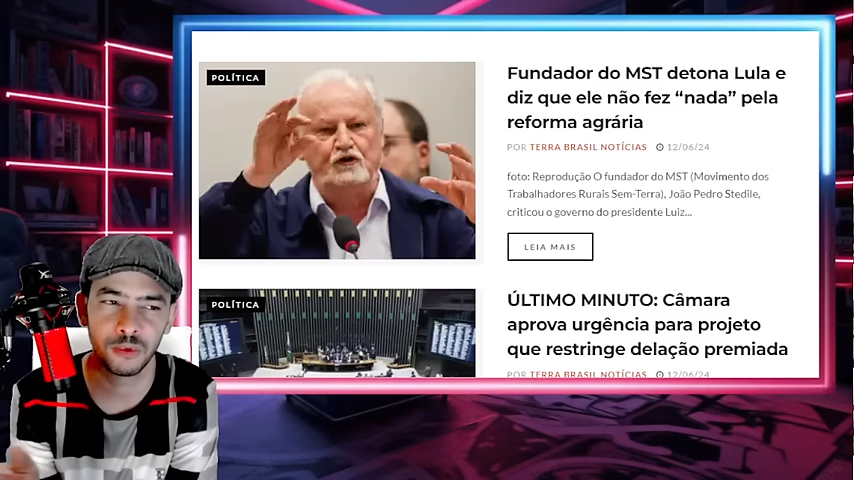 POLÍTICA
Fundador do MST detona Lula e
diz que ele não fez “nada” pela
reforma agrária
POR TERRA BRASIL NOTÍCIAS 12/06/24
foto: Reprodução O fundador do MST (Movimento dos
Trabalhadores Rurais Sem-Terra), João Pedro Stedile,
criticou o governo do presidente Luiz...
LEIA MAIS
POLÍTICA
ÚLTIMO MINUTO: Câmara
aprova urgência para projeto
que restringe delação premiada
POR TERRA BRASIL NOTÍCIAS 12/06/24